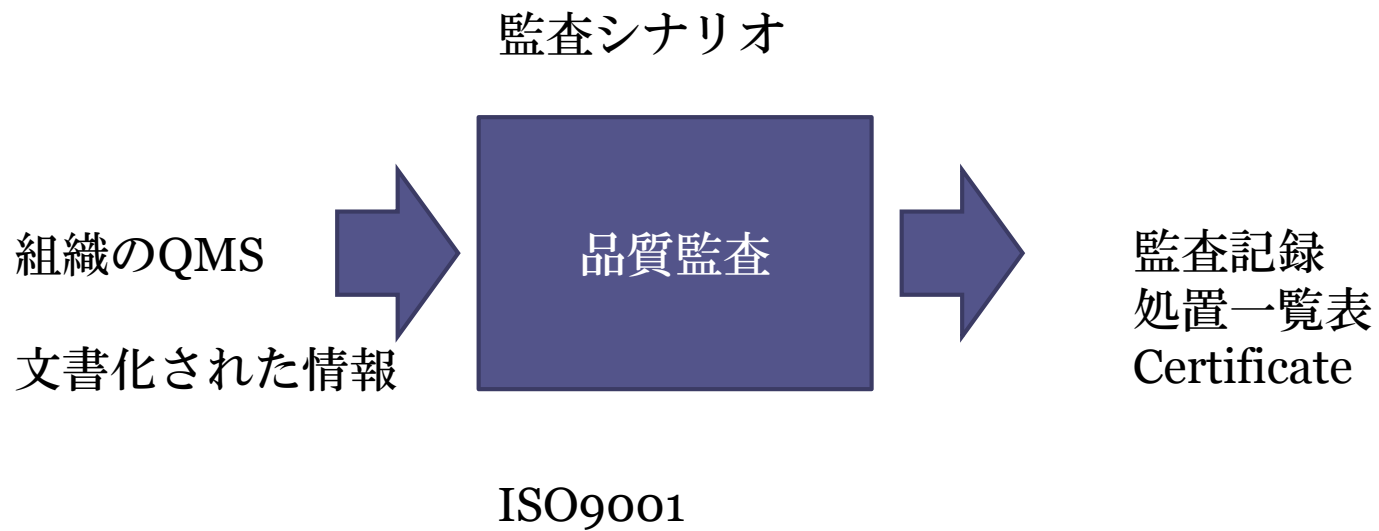 監査シナリオ
組織のQMS
文書化された情報
品質監査
監査記録
処置一覧表
Certificate
ISO9001